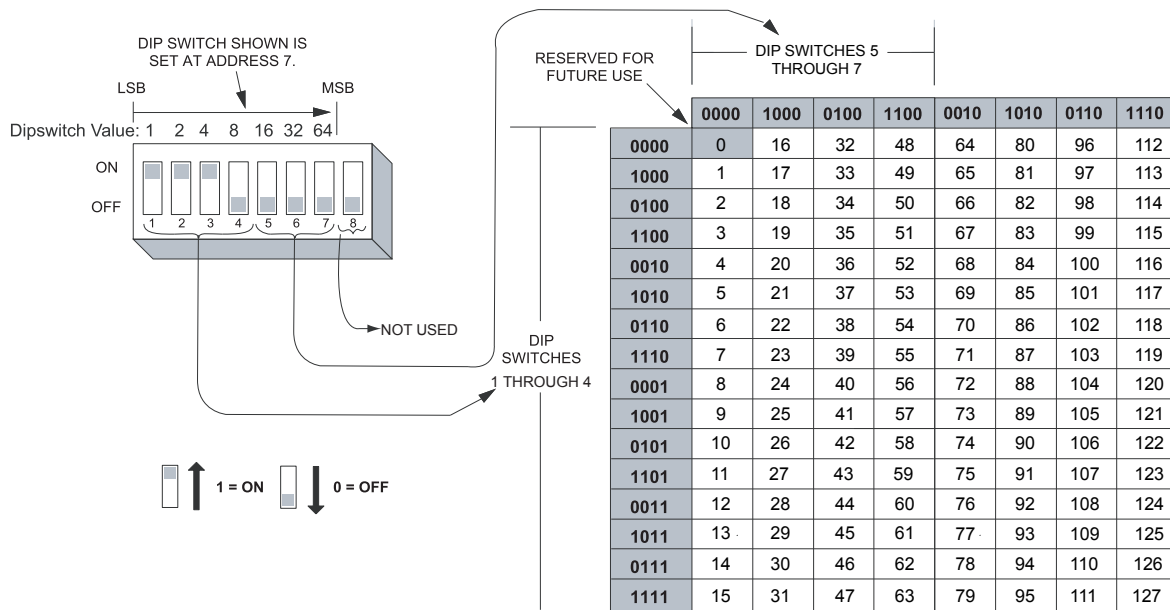 DIP SWITCH SHOWN IS
SET AT ADDRESS 7.
LSB MSB
Dipswitch Value: 1 2 4 8 16 32 64
ON
OFF
1 2 3 4 5 6 7 8
NOT USED
DIP
SWITCHES
1 THROUGH 4
1 = ON 0 = OFF
RESERVED FOR
FUTURE USE
DIP SWITCHES 5
THROUGH 7
0000 1000 0100 1100 0010 1010 0110 1110
0000 0 16 32 48 64 80 96 112
1000 1 17 33 49 65 81 97 113
0100 2 18 34 50 66 82 98 114
1100 3 19 35 51 67 83 99 115
0010 4 20 36 52 68 84 100 116
1010 5 21 37 53 69 85 101 117
0110 6 22 38 54 70 86 102 118
1110 7 23 39 55 71 87 103 119
0001 8 24 40 56 72 88 104 120
1001 9 25 41 57 73 89 105 121
0101 10 26 42 58 74 90 106 122
1101 11 27 43 59 75 91 107 123
0011 12 28 44 60 76 92 108 124
1011 13 29 45 61 77 93 109 125
0111 14 30 46 62 78 94 110 126
1111 15 31 47 63 79 95 111 127